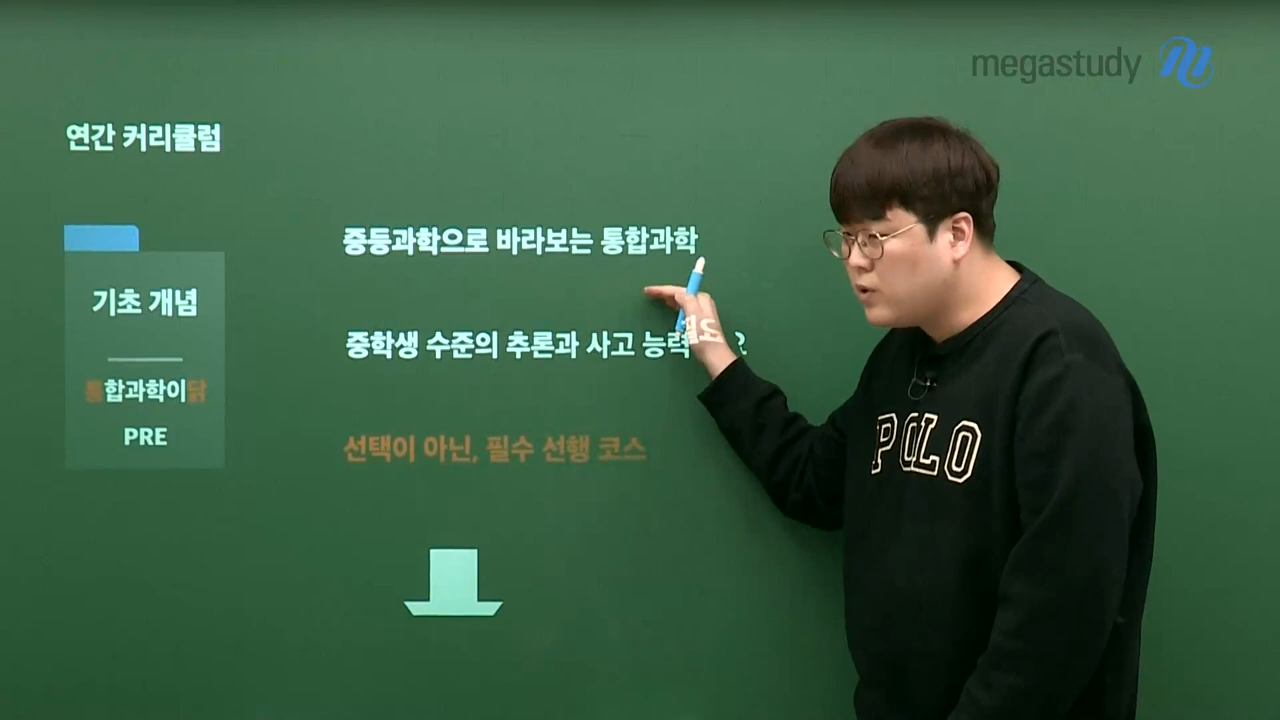 megastudy
연간 커리큘럼
기초 개념
통합과학이닭
PRE
중등과학으로 바라보는 통합과학
중학생 수준의 추론과 사고 능력
선택이 아닌, 필수 선행 코스
POLO